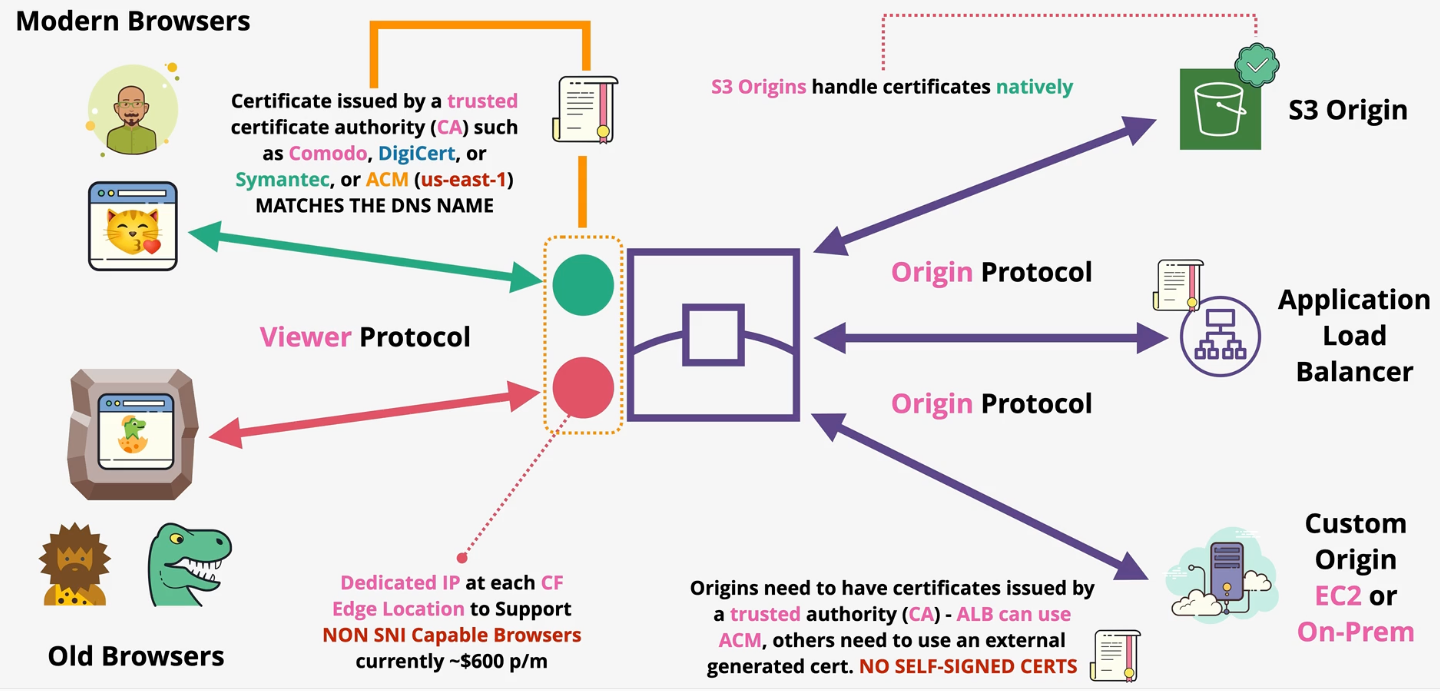 Modern Browsers
Certificate issued by a trusted
certificate authority (CA) such
as Comodo, DigiCert, or
Symantec, or ACM (us-east-1)
MATCHES THE DNS NAME
S3 Origins handle certificates natively
S3 Origin
Viewer Protocol
Origin Protocol
Application
Load
Balancer
Origin Protocol
Old Browsers
Dedicated IP at each CF
Edge Location to Support
NON SNI Capable Browsers
currently ~$600 p/m
Origins need to have certificates issued by
a trusted authority (CA) - ALB can use
ACM, others need to use an external
generated cert. NO SELF-SIGNED CERTS
Custom
Origin
EC2 or
On-Prem